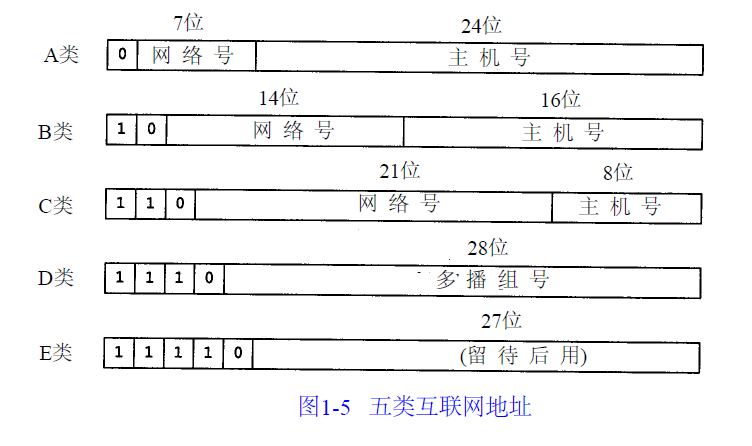 7位 24位
A类 0 网络号 主机号
14位 16位
B类 1 0 网络号 主机号
21位 8位
C类 1 1 0 网络号 主机号
28位
D类 1 1 1 0 多播组号
27位
E类 1 1 1 1 0 (留待后用)
图1-5 五类互联网地址